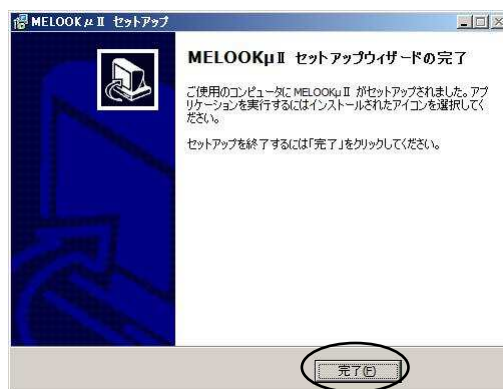 MELOOKμⅡ セットアップ
MELOOKμⅡ セットアップウィザードの完了
ご使用のコンピュータに MELOOKμⅡ がセットアップされました。アプ
リケーションを実行するにはインストールされたアイコンを選択してく
ださい。
セットアップを終了するには「完了」をクリックしてください。
完了(F)